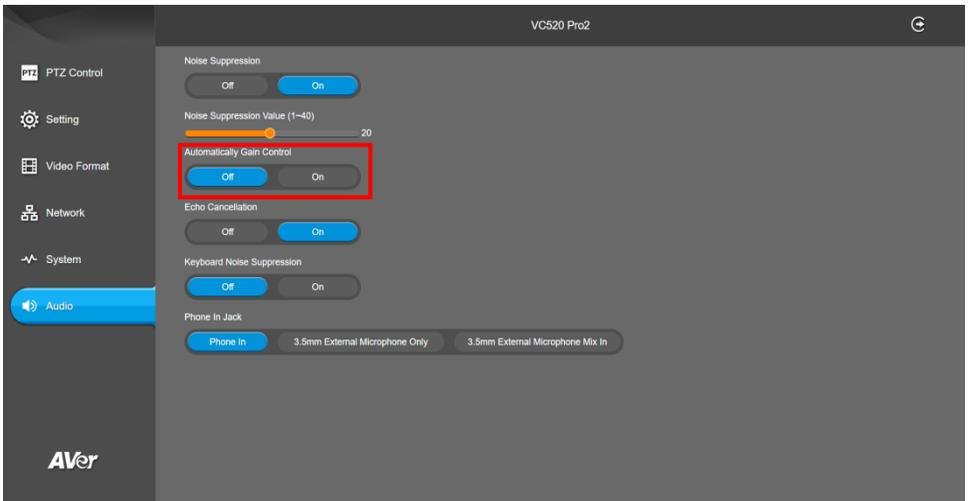 VC520 Pro2
PTZ PTZ Control
Setting
Video Format
Network
System
Audio
AVer
Noise Suppression
Off On
Noise Suppression Value (1~40)
20
Automatically Gain Control
Off On
Echo Cancellation
Off On
Keyboard Noise Suppression
Off On
Phone In Jack
Phone In 3.5mm External Microphone Only 3.5mm External Microphone Mix In